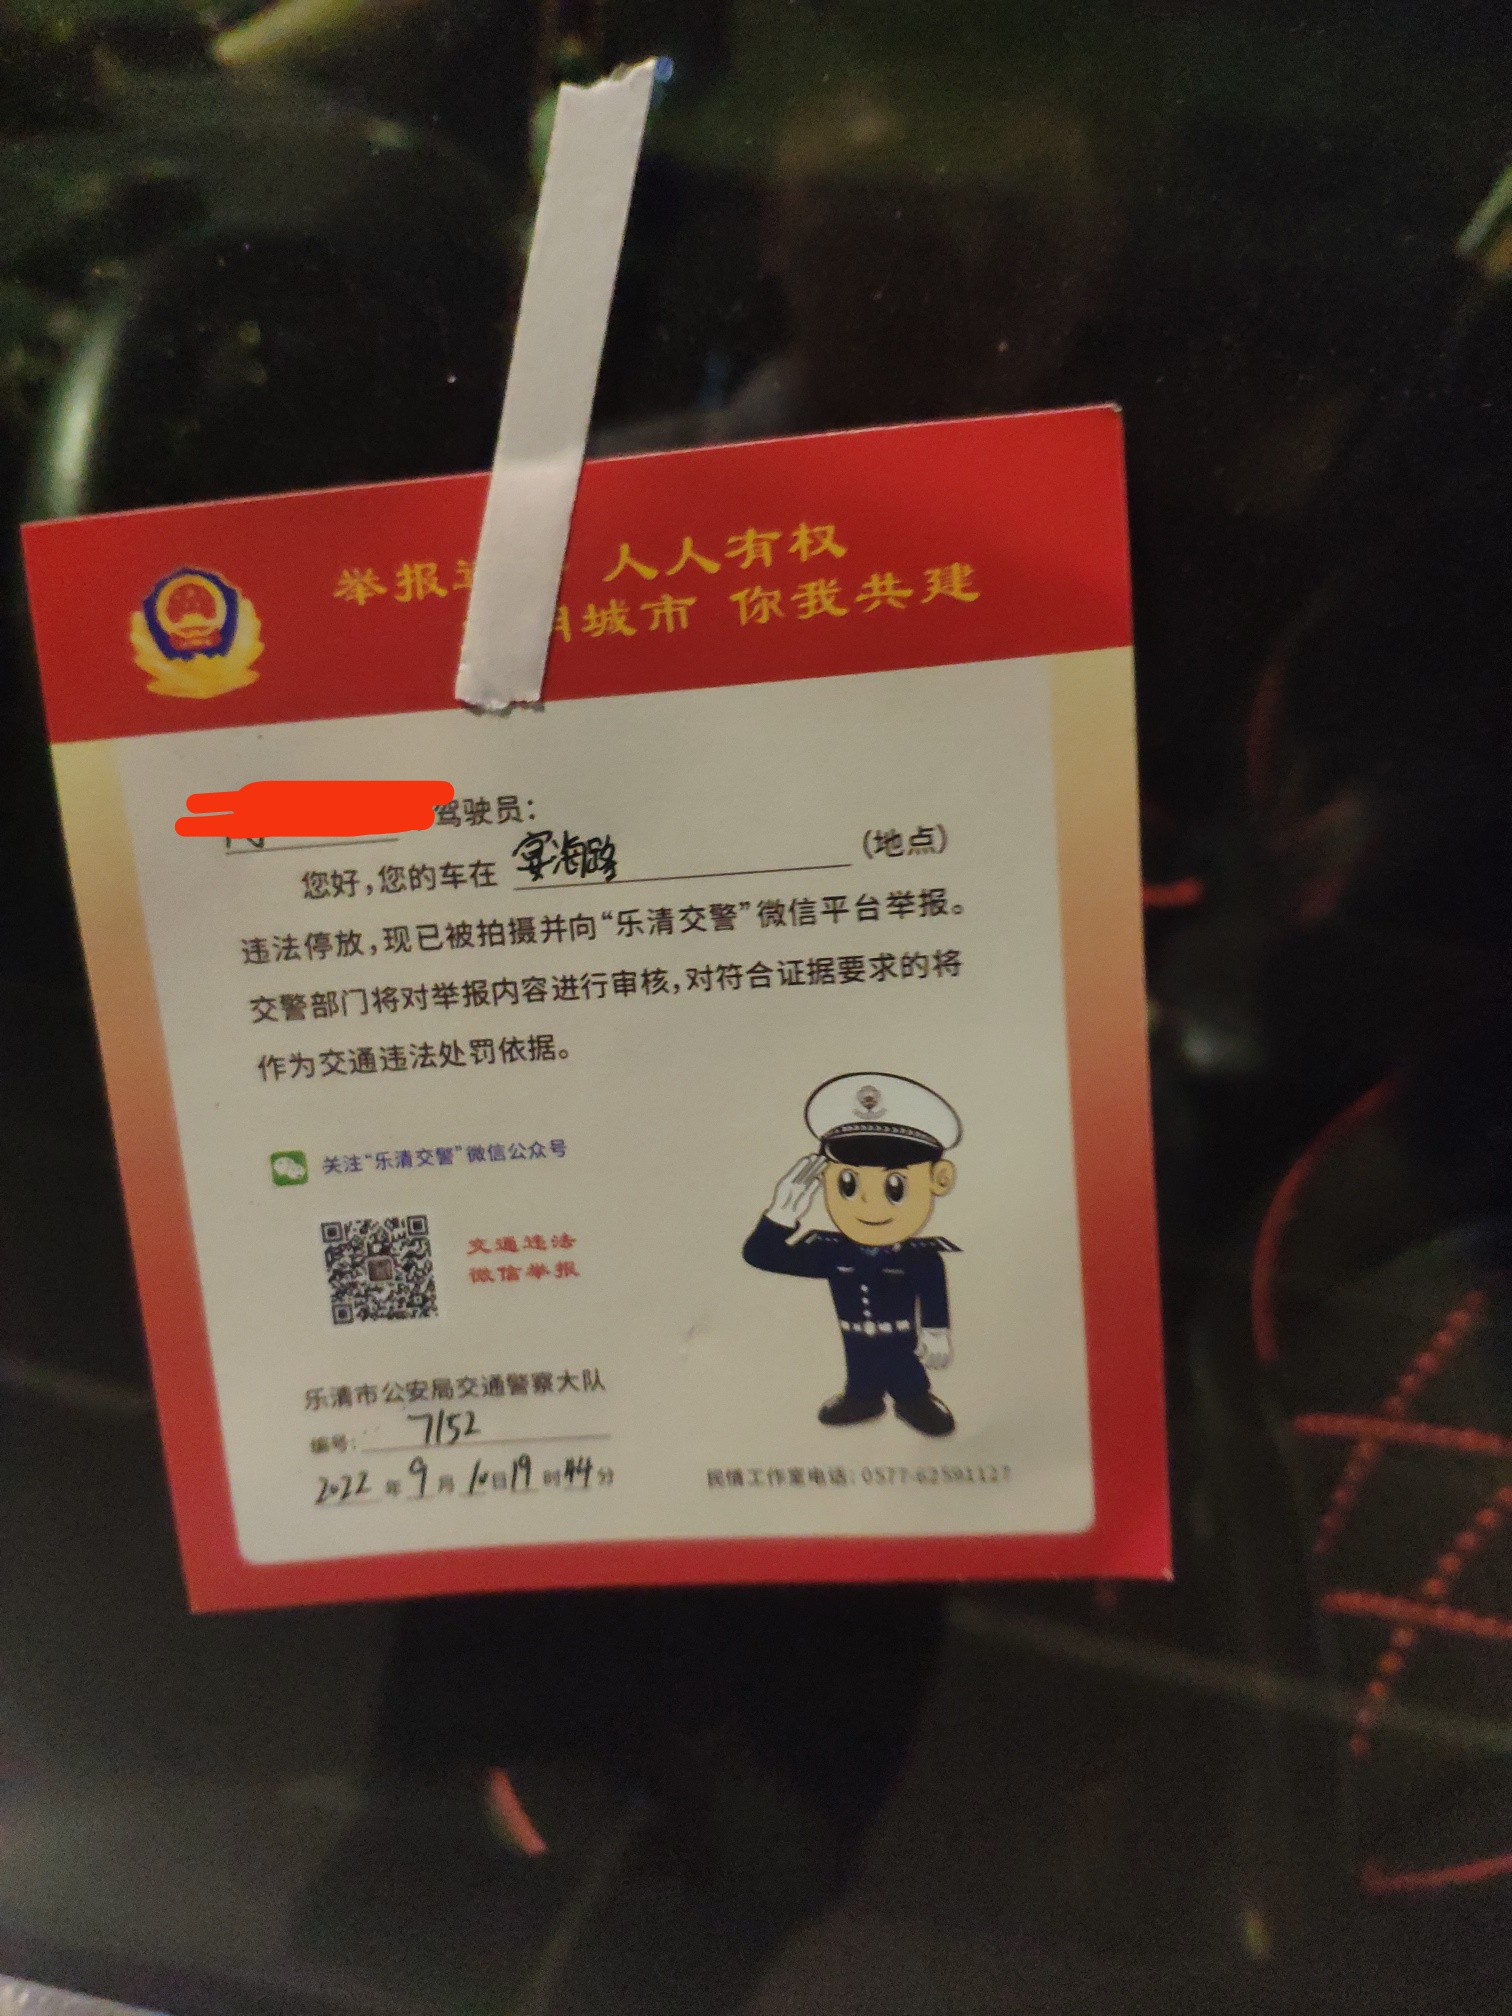 举报 人人有权
城市 你我共建
驾驶员：
您好，您的车在 宴海路 (地点)
违法停放，现已被拍摄并向“乐清交警”微信平台举报。
交警部门将对举报内容进行审核，对符合证据要求的将
作为交通违法处罚依据。
关注“乐清交警”微信公众号
交通违法
微信举报
乐清市公安局交通警察大队
编号： 7152
2022 年 9 月 10 日 19 时 44 分
民情工作室电话：0577-62591127